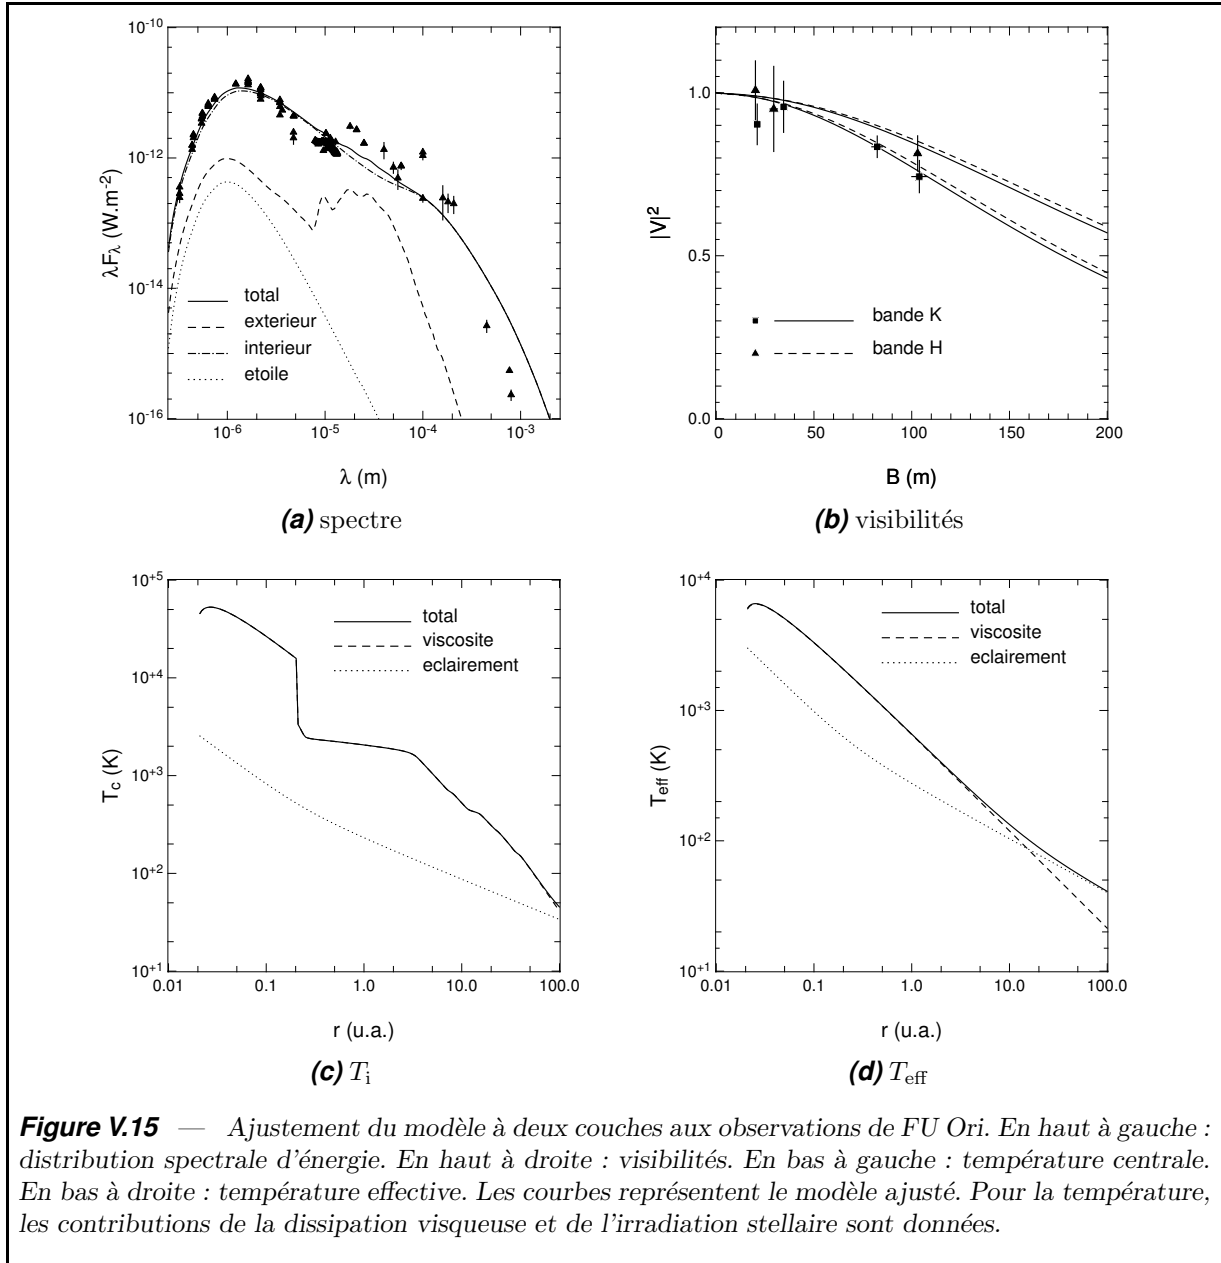 10-10
10-12
10-14
10-16
λFλ (W.m-2)
total
exterieur
interieur
etoile
10-6
10-5
10-4
10-3
λ (m)
(a) spectre
1.0
0.5
0.0
|V|2
bande K
bande H
0
50
100
150
200
B (m)
(b) visibilités
10+5
10+4
10+3
10+2
10+1
Tc (K)
total
viscosite
eclairement
0.01
0.1
1.0
10.0
100.0
r (u.a.)
(c) Ti
10+4
10+3
10+2
10+1
Teff (K)
total
viscosite
eclairement
0.01
0.1
1.0
10.0
100.0
r (u.a.)
(d) Teff
Figure V.15 — Ajustement du modèle à deux couches aux observations de FU Ori. En haut à gauche :
distribution spectrale d'énergie. En haut à droite : visibilités. En bas à gauche : température centrale.
En bas à droite : température effective. Les courbes représentent le modèle ajusté. Pour la température,
les contributions de la dissipation visqueuse et de l'irradiation stellaire sont données.